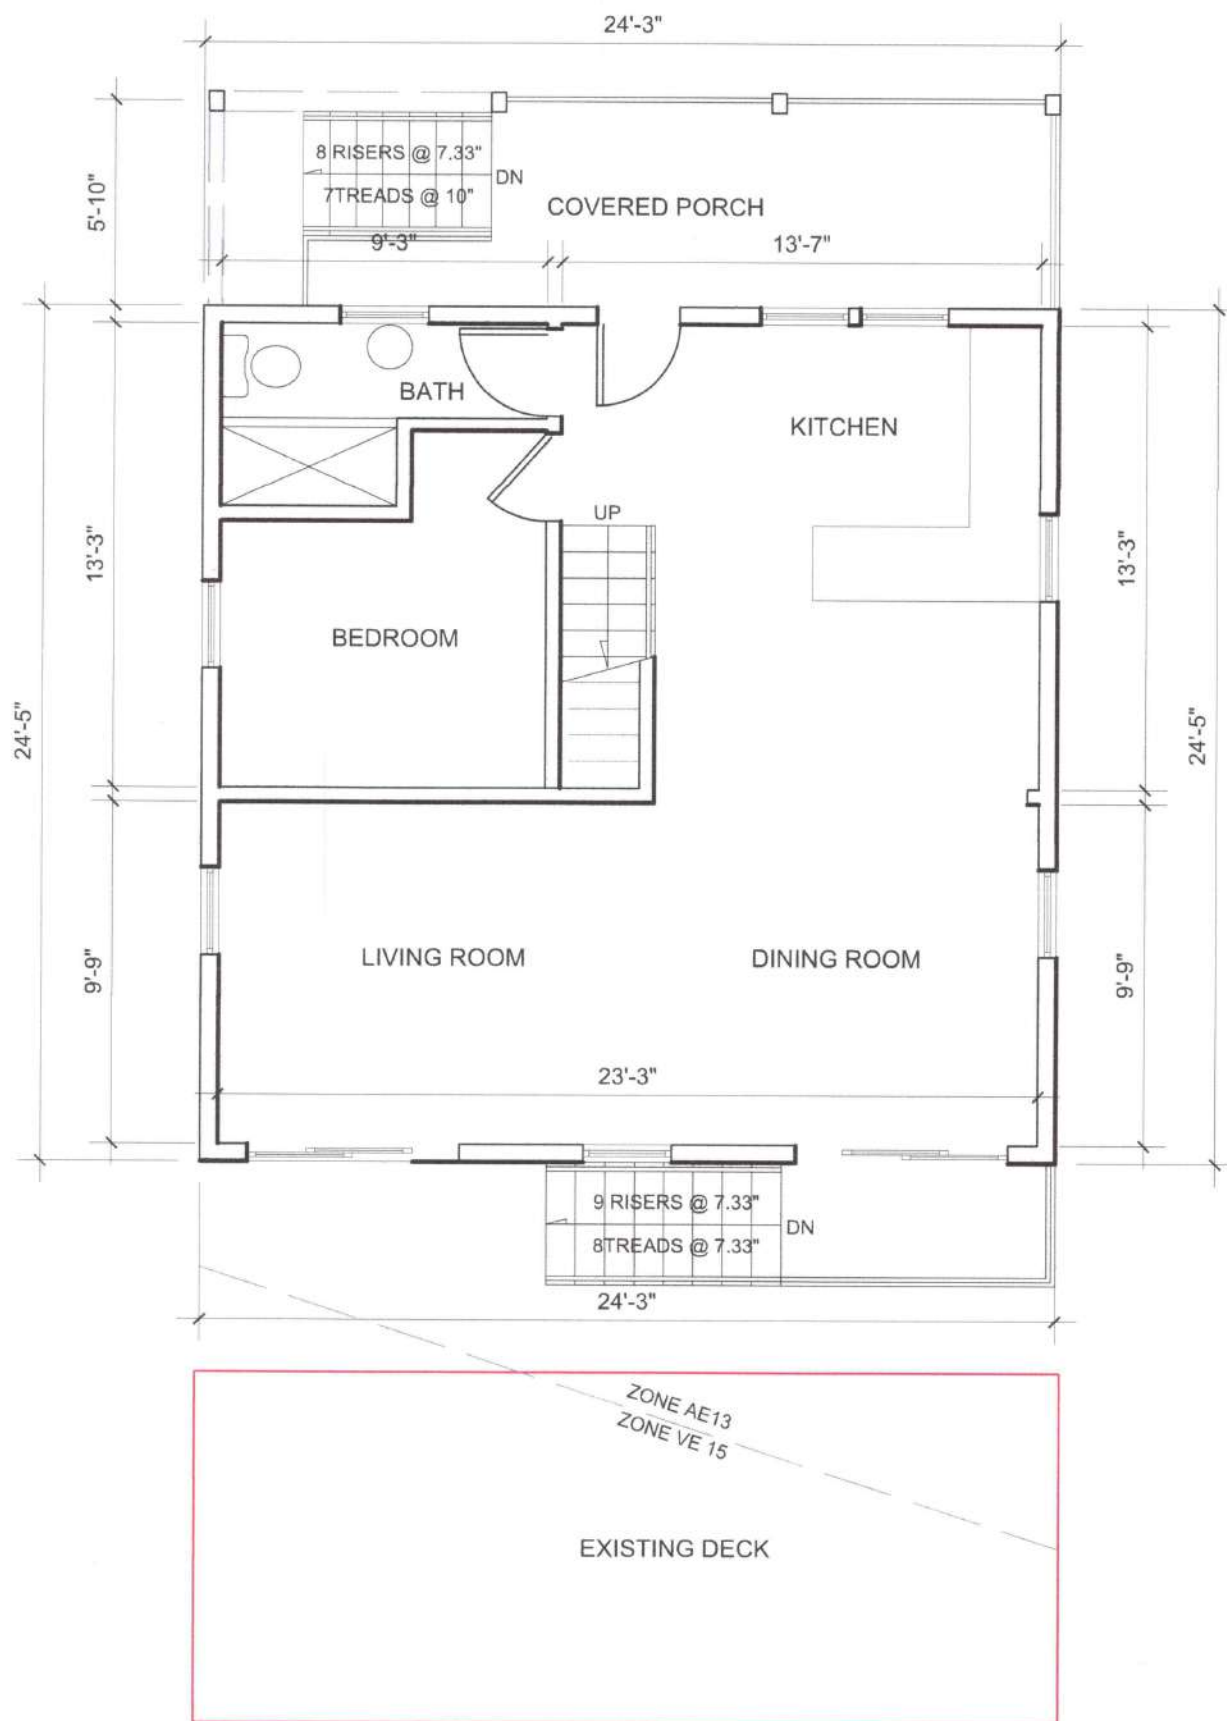 24'-3"
5'-10"
8 RISERS @ 7.33"
DN
7TREADS @ 10"
COVERED PORCH
9'-3"
13'-7"
BATH
KITCHEN
UP
13'-3"
13'-3"
BEDROOM
24'-5"
24'-5"
9'-9"
LIVING ROOM
DINING ROOM
9'-9"
23'-3"
9 RISERS @ 7.33"
DN
8TREADS @ 7.33"
24'-3"
ZONE AE13
ZONE VE 15
EXISTING DECK